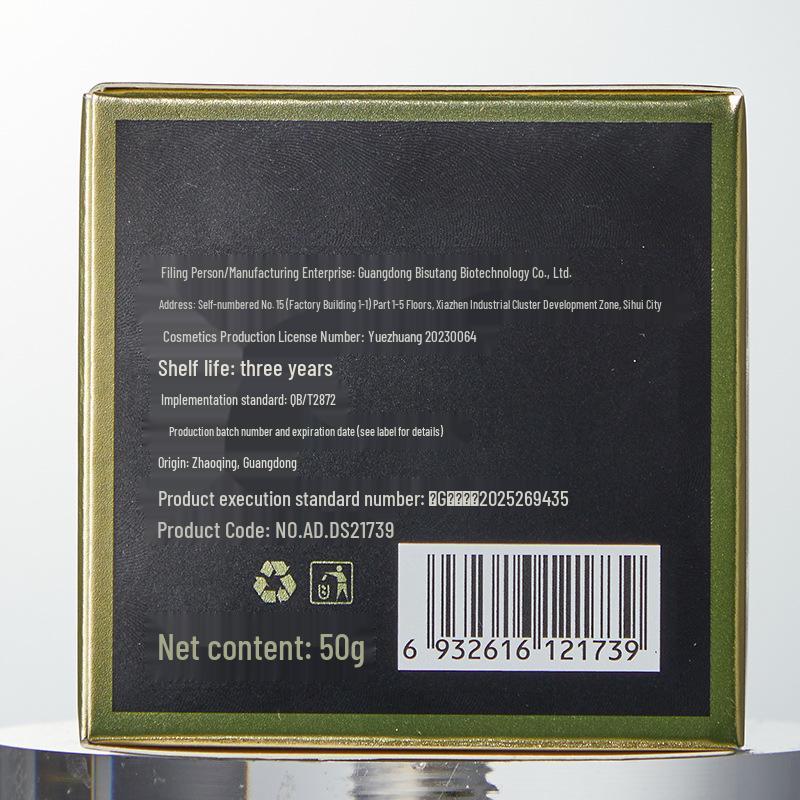 Filing Person/Manufacturing Enterprise: Guangdong Bisutang Biotechnology Co., Ltd.
Address: Self-numbered No. 15 (Factory Building 1-1) Part 1-5 Floors, Xiazhen Industrial Cluster Development Zone, Sihui City
Cosmetics Production License Number: Yuezhuang 20230064
Shelf life: three years
Implementation standard: QB/T2872
Production batch number and expiration date (see label for details)
Origin: Zhaoqing, Guangdong
Product execution standard number: 2025269435
Product Code: NO.AD.DS21739
Net content: 50g
6 932616 121739